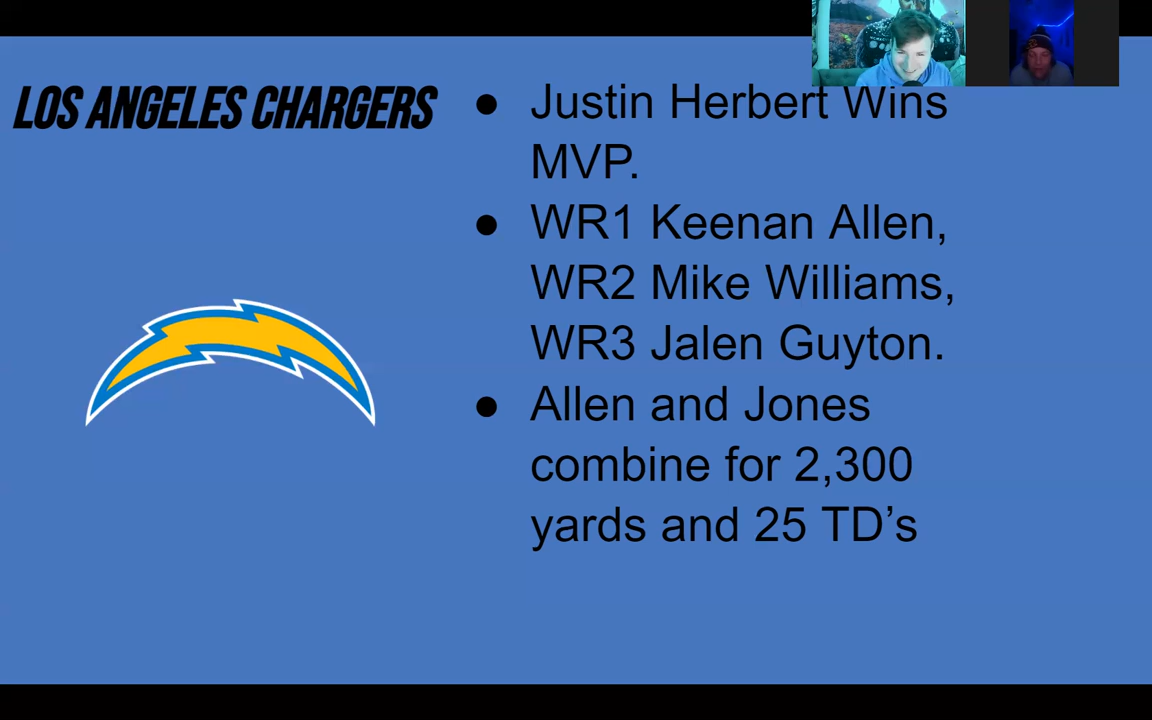 LOS ANGELES CHARGERS
● Justin Herbert Wins
MVP.
● WR1 Keenan Allen,
WR2 Mike Williams,
WR3 Jalen Guyton.
● Allen and Jones
combine for 2,300
yards and 25 TD’s